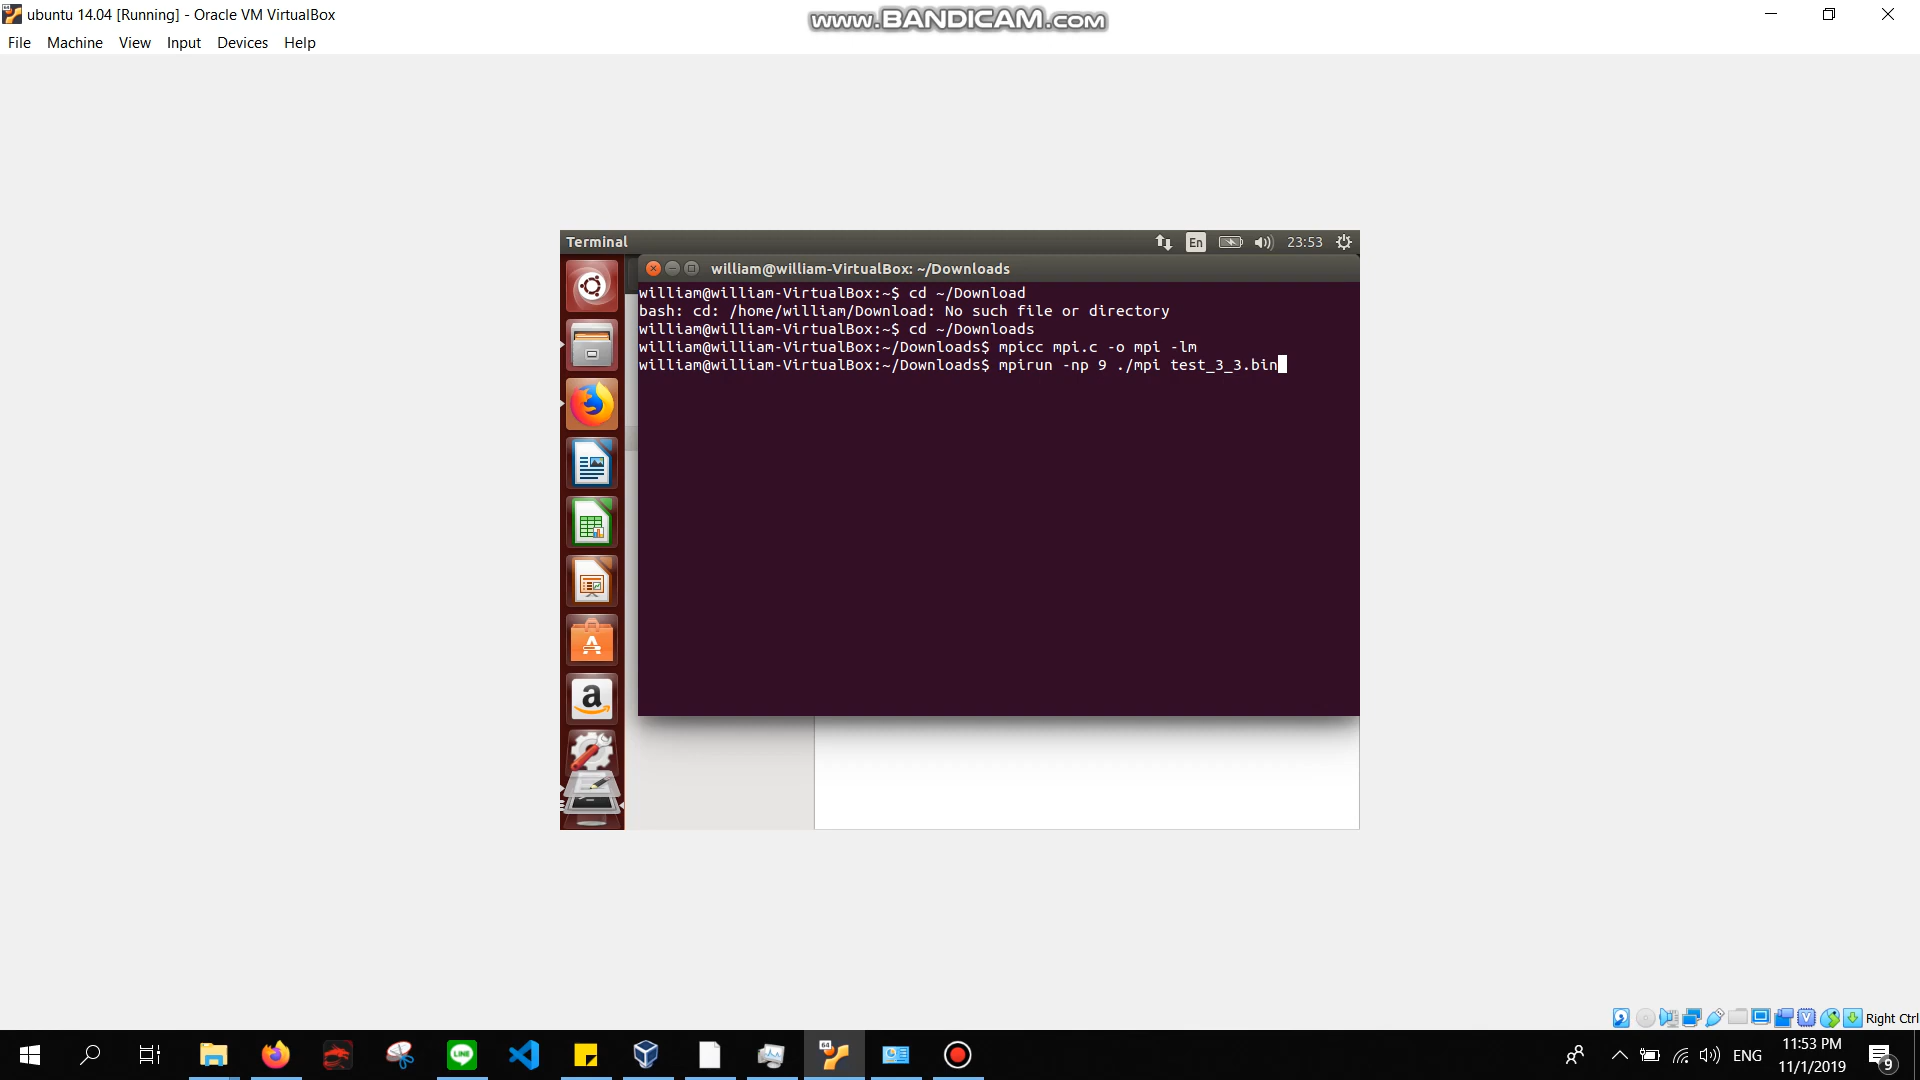 ubuntu 14.04 [Running] - Oracle VM VirtualBox
www.BANDICAM.com
File Machine View Input Devices Help
Terminal
En
23:53
william@william-VirtualBox: ~/Downloads
william@william-VirtualBox:~$ cd ~/Download
bash: cd: /home/william/Download: No such file or directory
william@william-VirtualBox:~$ cd ~/Downloads
william@william-VirtualBox:~/Downloads$ mpicc mpi.c -o mpi -lm
william@william-VirtualBox:~/Downloads$ mpirun -np 9 ./mpi test_3_3.bin
Right Ctrl
LINE
64
ENG
11:53 PM
11/1/2019
9